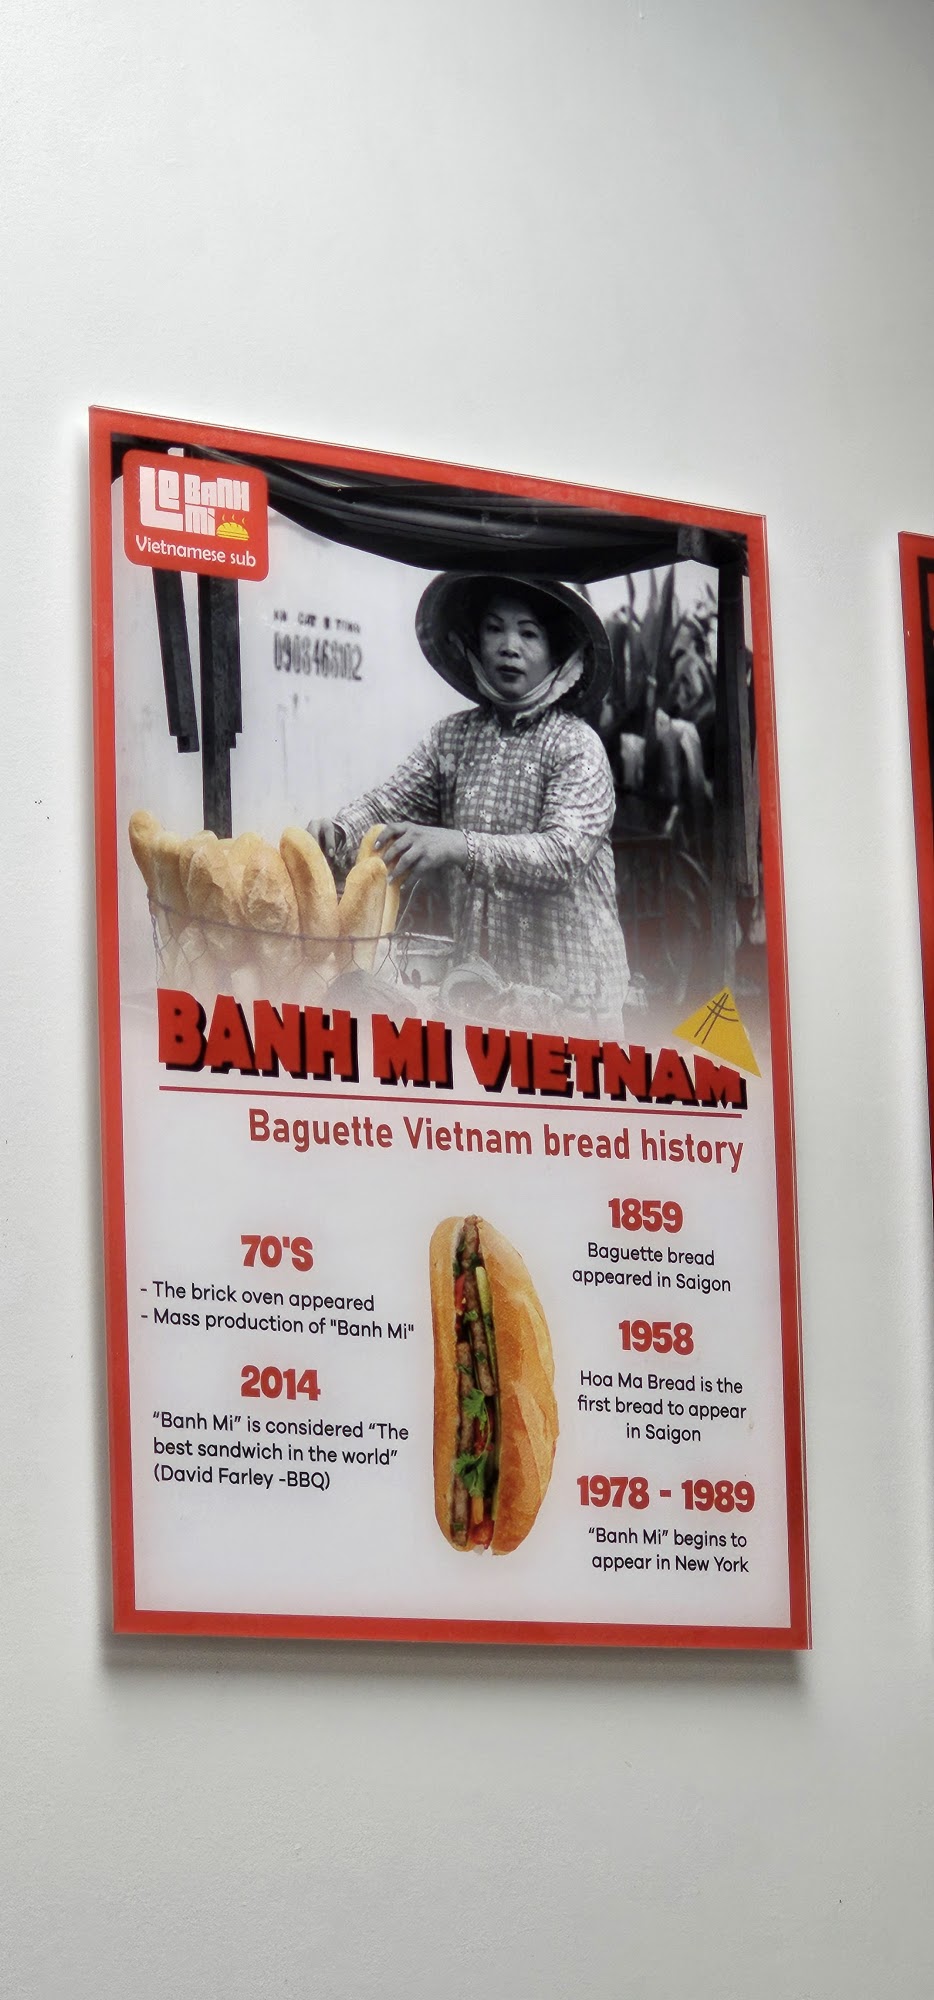 Le BaNH
Mi
Vietnamese sub
BANH MI VIETNAM
Baguette Vietnam bread history
70'S
- The brick oven appeared
- Mass production of "Banh Mi"
2014
“Banh Mi” is considered “The
best sandwich in the world”
(David Farley -BBQ)
1859
Baguette bread
appeared in Saigon
1958
Hoa Ma Bread is the
first bread to appear
in Saigon
1978 - 1989
“Banh Mi” begins to
appear in New York